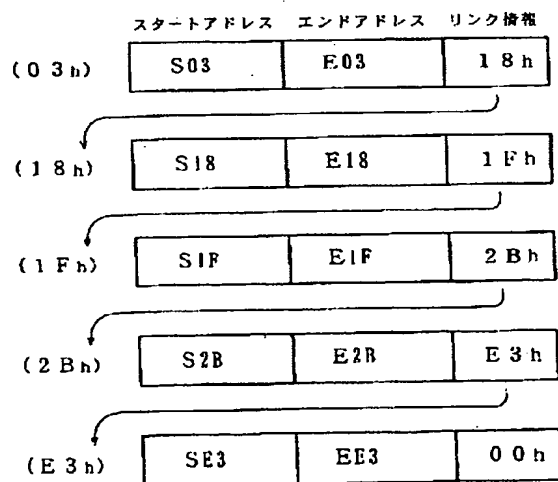 スタートアドレス エンドアドレス リンク情報
(03h) S03 E03 18h
(18h) S18 E18 1Fh
(1Fh) S1F E1F 2Bh
(2Bh) S2B E2B E3h
(E3h) SE3 EE3 00h